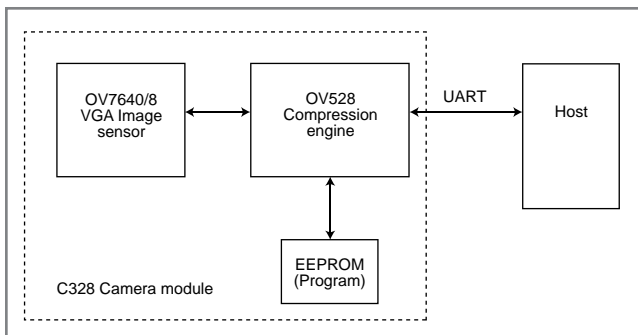 OV7640/8
VGA Image
sensor
OV528
Compression
engine
UART
Host
EEPROM
(Program)
C328 Camera module